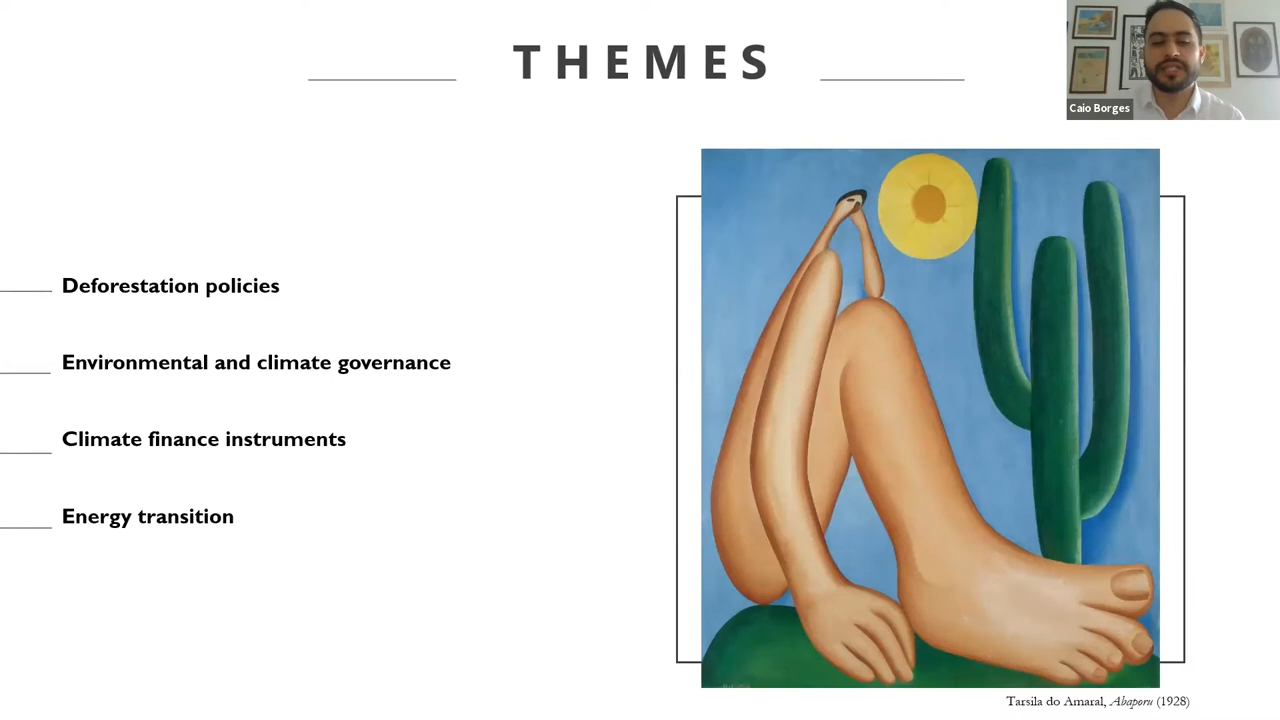 THEMES
Caio Borges
Deforestation policies
Environmental and climate governance
Climate finance instruments
Energy transition
Tarsila do Amaral, Abaporu (1928)